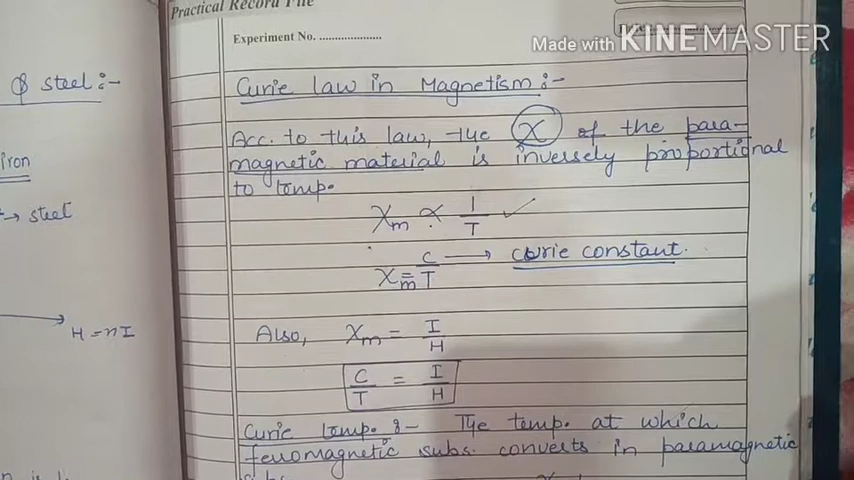 Practical Record File
Experiment No. ...................
Made with KINEMASTER
of steel :-
iron
→ steel
H = nI
Curie law in Magnetism :-
Acc. to this law, the χ of the para-
magnetic material is inversely proportional
to temp.
χm ∝ 1/T ✓
χm = C/T → curie constant.
Also, χm = I/H
C/T = I/H
Curie temp. :- The temp. at which
ferromagnetic subs. converts in paramagnetic